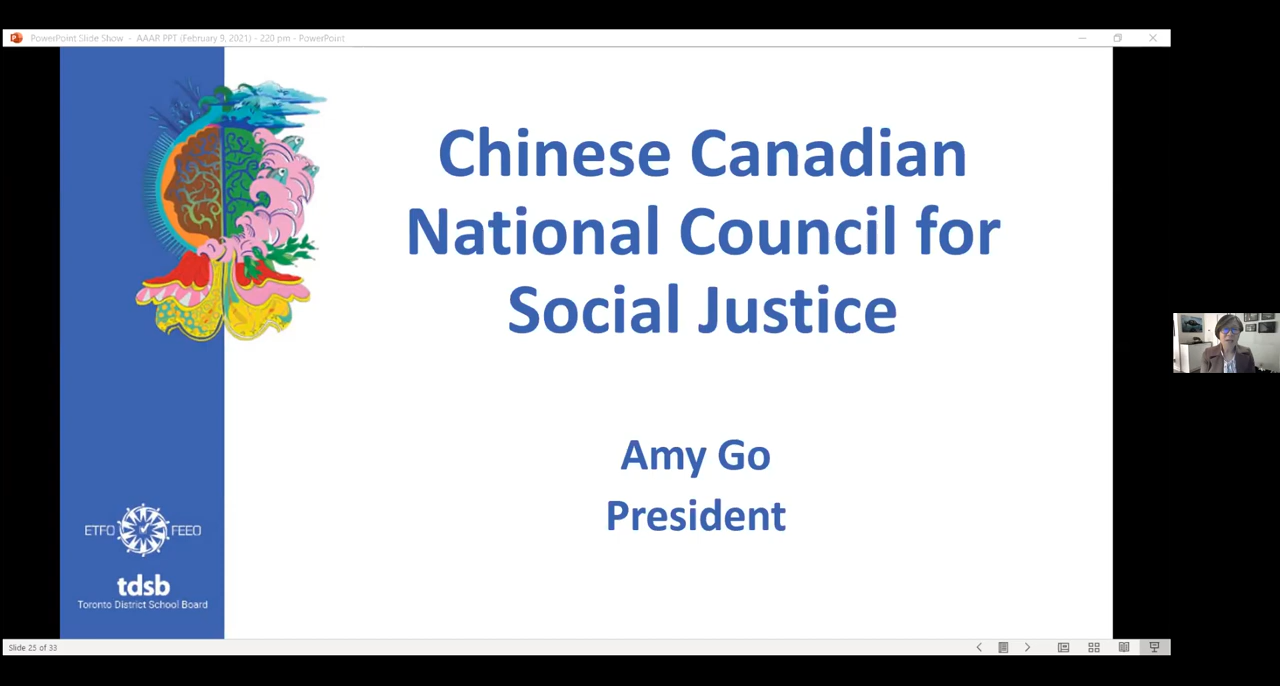 PowerPoint Slide Show - AAAR PPT (February 9, 2021) - 220 pm - PowerPoint
Chinese Canadian
National Council for
Social Justice
Amy Go
President
ETFO FEEO
tdsb
Toronto District School Board
Slide 25 of 33